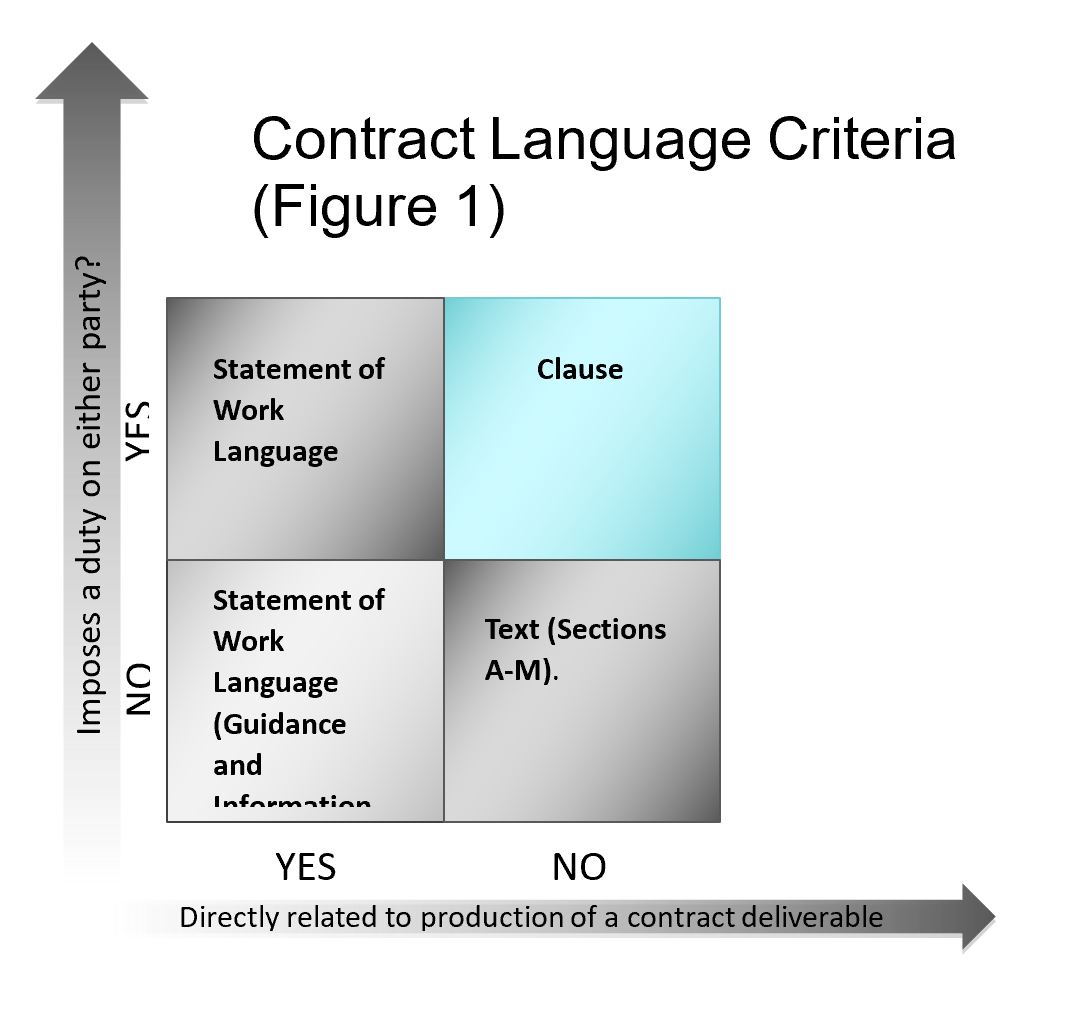 Contract Language Criteria
(Figure 1)
Imposes a duty on either party?
YES
Statement of
Work
Language
Clause
NO
Statement of
Work
Language
(Guidance
and
Information
Text (Sections
A-M).
YES
NO
Directly related to production of a contract deliverable